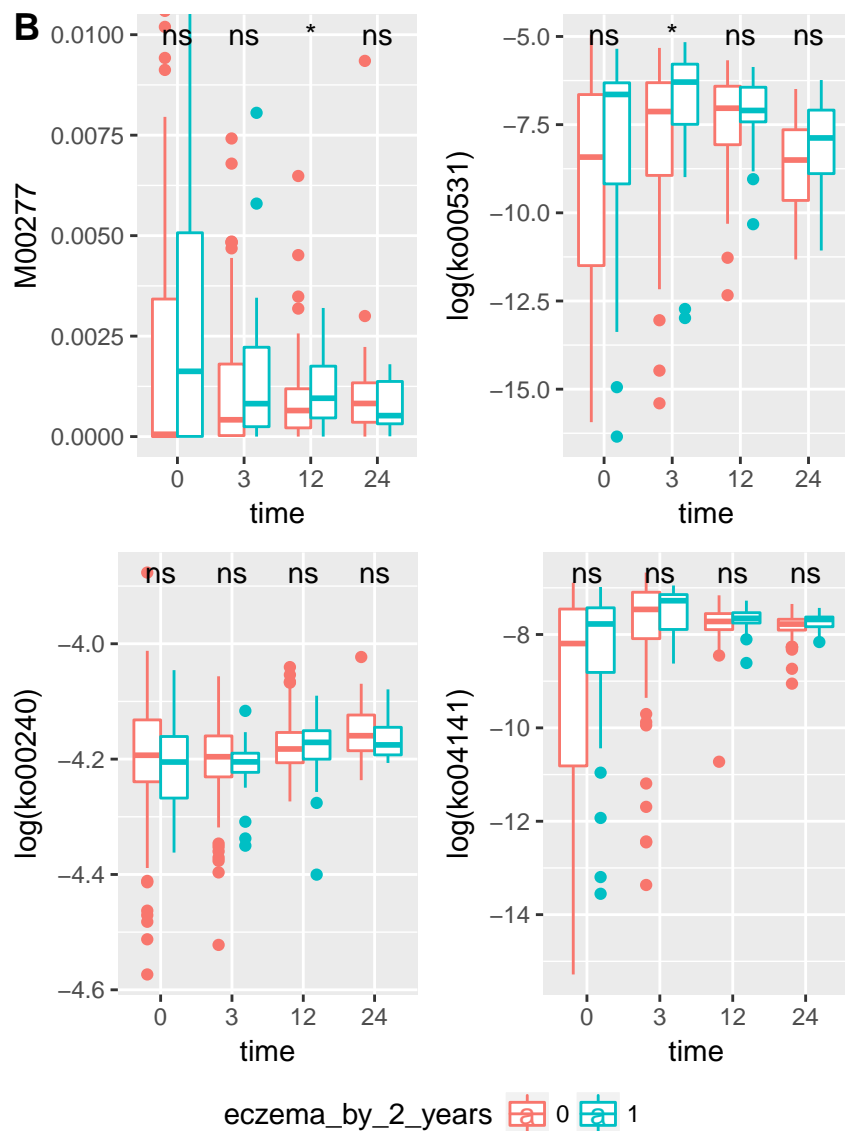 B
ns ns * ns
0.0100
0.0075
0.0050
0.0025
0.0000
M00277
0 3 12 24
time
ns * ns ns
−5.0
−7.5
−10.0
−12.5
−15.0
log(ko00531)
0 3 12 24
time
ns ns ns ns
−4.0
−4.2
−4.4
−4.6
log(ko00240)
0 3 12 24
time
ns ns ns ns
−8
−10
−12
−14
log(ko04141)
0 3 12 24
time
eczema_by_2_years a 0 a 1